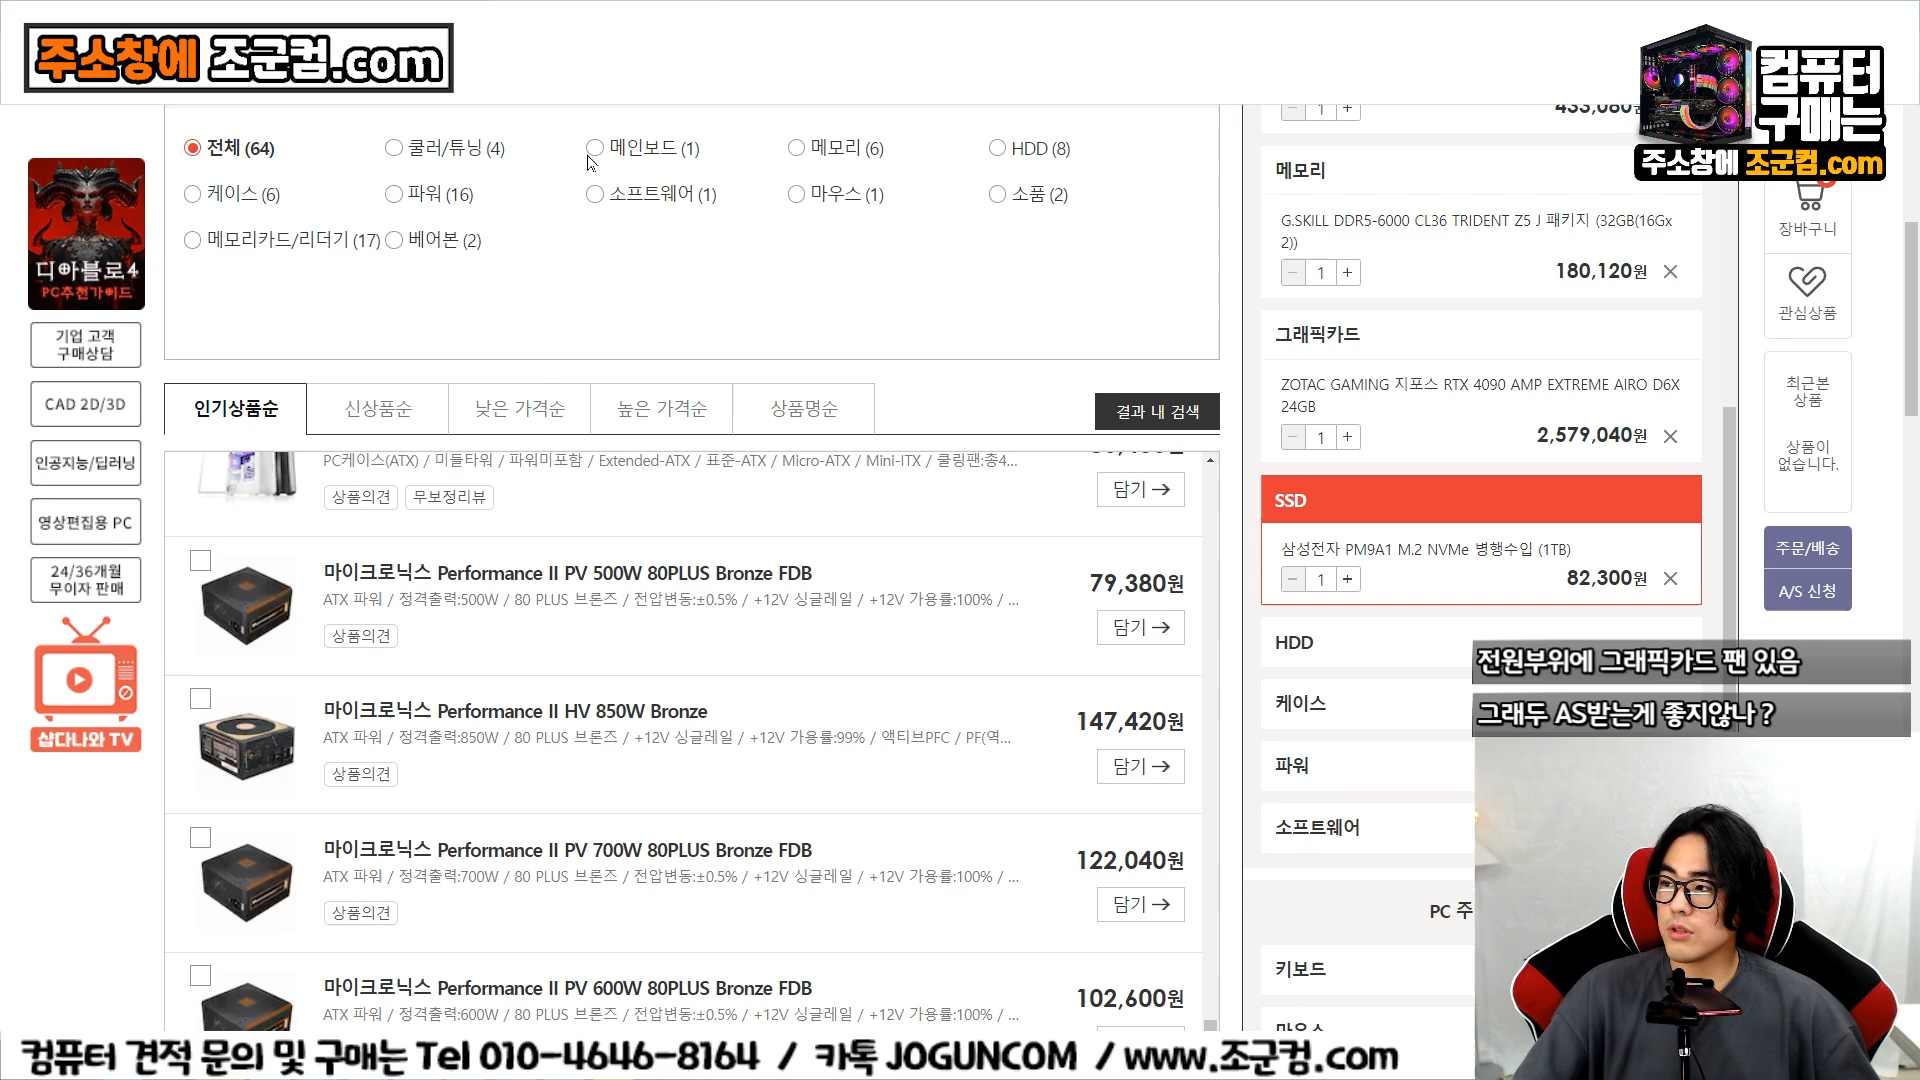 주소창에 조군컴.com
컴퓨터
구매는
주소창에 조군컴.com
디아블로4
PC추천가이드
기업 고객
구매상담
CAD 2D/3D
인공지능/딥러닝
영상편집용 PC
24/36개월
무이자 판매
샵다나와 TV
전체 (64)
쿨러/튜닝 (4)
메인보드 (1)
메모리 (6)
HDD (8)
케이스 (6)
파워 (16)
소프트웨어 (1)
마우스 (1)
소품 (2)
메모리카드/리더기 (17)
베어본 (2)
인기상품순
신상품순
낮은 가격순
높은 가격순
상품명순
결과 내 검색
PC케이스(ATX) / 미들타워 / 파워미포함 / Extended-ATX / 표준-ATX / Micro-ATX / Mini-ITX / 쿨링팬:총4...
상품의견
무보정리뷰
담기 →
마이크로닉스 Performance II PV 500W 80PLUS Bronze FDB
ATX 파워 / 정격출력:500W / 80 PLUS 브론즈 / 전압변동:±0.5% / +12V 싱글레일 / +12V 가용률:100% / ...
상품의견
79,380원
담기 →
마이크로닉스 Performance II HV 850W Bronze
ATX 파워 / 정격출력:850W / 80 PLUS 브론즈 / +12V 싱글레일 / +12V 가용률:99% / 액티브PFC / PF(역...
상품의견
147,420원
담기 →
마이크로닉스 Performance II PV 700W 80PLUS Bronze FDB
ATX 파워 / 정격출력:700W / 80 PLUS 브론즈 / 전압변동:±0.5% / +12V 싱글레일 / +12V 가용률:100% / ...
상품의견
122,040원
담기 →
마이크로닉스 Performance II PV 600W 80PLUS Bronze FDB
ATX 파워 / 정격출력:600W / 80 PLUS 브론즈 / 전압변동:±0.5% / +12V 싱글레일 / +12V 가용률:100% / ...
102,600원
− 1 +
433,080원
메모리
G.SKILL DDR5-6000 CL36 TRIDENT Z5 J 패키지 (32GB(16Gx
2))
− 1 +
180,120원 ×
그래픽카드
ZOTAC GAMING 지포스 RTX 4090 AMP EXTREME AIRO D6X
24GB
− 1 +
2,579,040원 ×
SSD
삼성전자 PM9A1 M.2 NVMe 병행수입 (1TB)
− 1 +
82,300원 ×
HDD
케이스
파워
소프트웨어
PC 주
키보드
마우스
장바구니
관심상품
최근본
상품
상품이
없습니다.
주문/배송
A/S 신청
전원부위에 그래픽카드 팬 있음
그래두 AS받는게 좋지않나 ?
컴퓨터 견적 문의 및 구매는 Tel 010-4646-8164 / 카톡 JOGUNCOM / www.조군컴.com